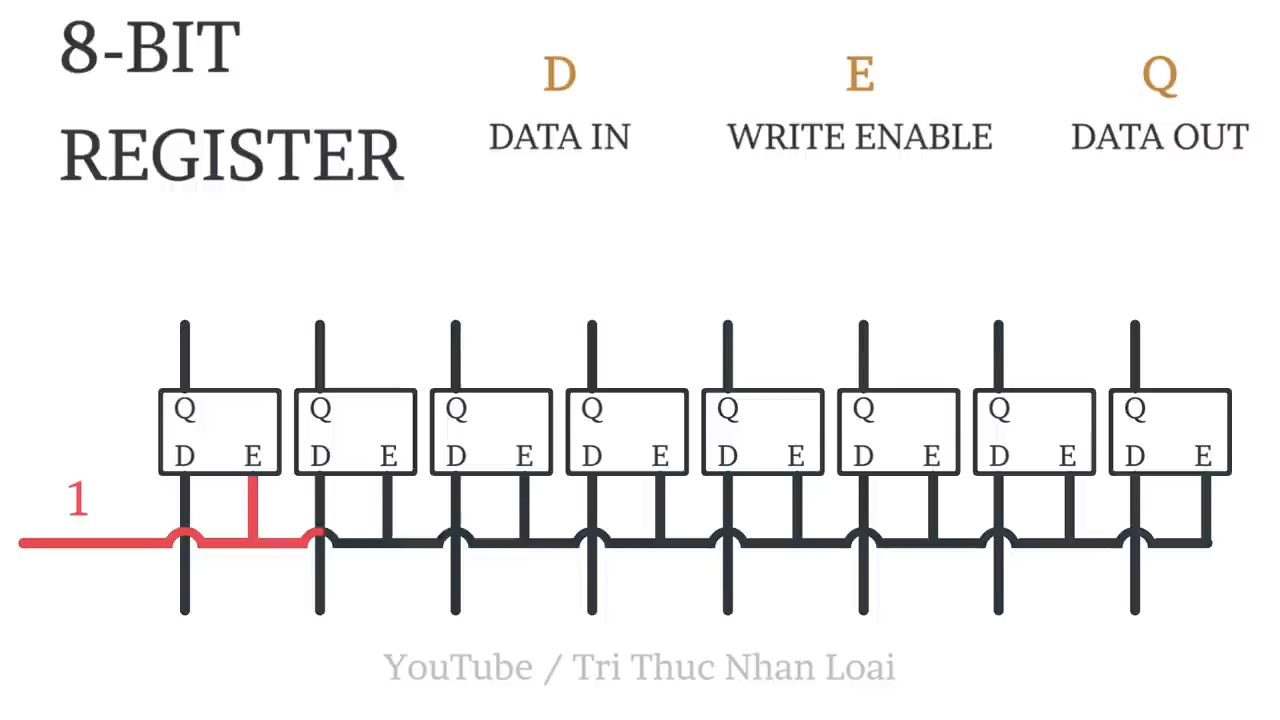 8-BIT
REGISTER
D
DATA IN
E
WRITE ENABLE
Q
DATA OUT
Q Q Q Q Q Q Q Q
D E D E D E D E D E D E D E D E
1
YouTube / Tri Thuc Nhan Loai